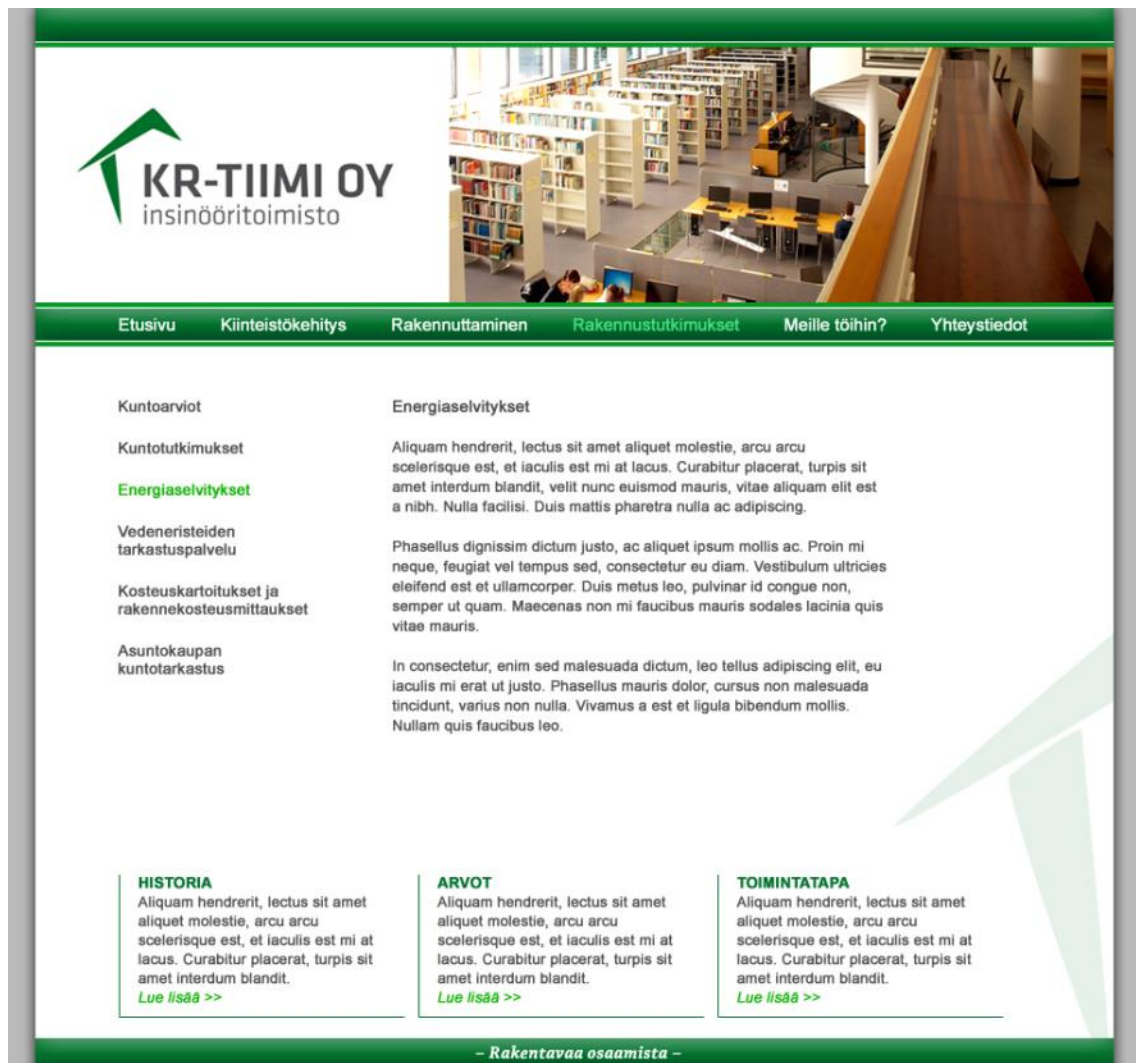 KR-TIIMI OY
insinööritoimisto
Etusivu Kiinteistökehitys Rakennuttaminen Rakennustutkimukset Meille töihin? Yhteystiedot
Kuntoarviot
Kuntotutkimukset
Energiaselvitykset
Vedeneristeiden
tarkastuspalvelu
Kosteuskartoitukset ja
rakennekosteusmittaukset
Asuntokaupan
kuntotarkastus
Energiaselvitykset
Aliquam hendrerit, lectus sit amet aliquet molestie, arcu arcu
scelerisque est, et iaculis est mi at lacus. Curabitur placerat, turpis sit
amet interdum blandit, velit nunc euismod mauris, vitae aliquam elit est
a nibh. Nulla facilisi. Duis mattis pharetra nulla ac adipiscing.
Phasellus dignissim dictum justo, ac aliquet ipsum mollis ac. Proin mi
neque, feugiat vel tempus sed, consectetur eu diam. Vestibulum ultricies
eleifend est et ullamcorper. Duis metus leo, pulvinar id congue non,
semper ut quam. Maecenas non mi faucibus mauris sodales lacinia quis
vitae mauris.
In consectetur, enim sed malesuada dictum, leo tellus adipiscing elit, eu
iaculis mi erat ut justo. Phasellus mauris dolor, cursus non malesuada
tincidunt, varius non nulla. Vivamus a est et ligula bibendum mollis.
Nullam quis faucibus leo.
HISTORIA
Aliquam hendrerit, lectus sit amet
aliquet molestie, arcu arcu
scelerisque est, et iaculis est mi at
lacus. Curabitur placerat, turpis sit
amet interdum blandit.
Lue lisää >>
ARVOT
Aliquam hendrerit, lectus sit amet
aliquet molestie, arcu arcu
scelerisque est, et iaculis est mi at
lacus. Curabitur placerat, turpis sit
amet interdum blandit.
Lue lisää >>
TOIMINTATAPA
Aliquam hendrerit, lectus sit amet
aliquet molestie, arcu arcu
scelerisque est, et iaculis est mi at
lacus. Curabitur placerat, turpis sit
amet interdum blandit.
Lue lisää >>
– Rakentavaa osaamista –